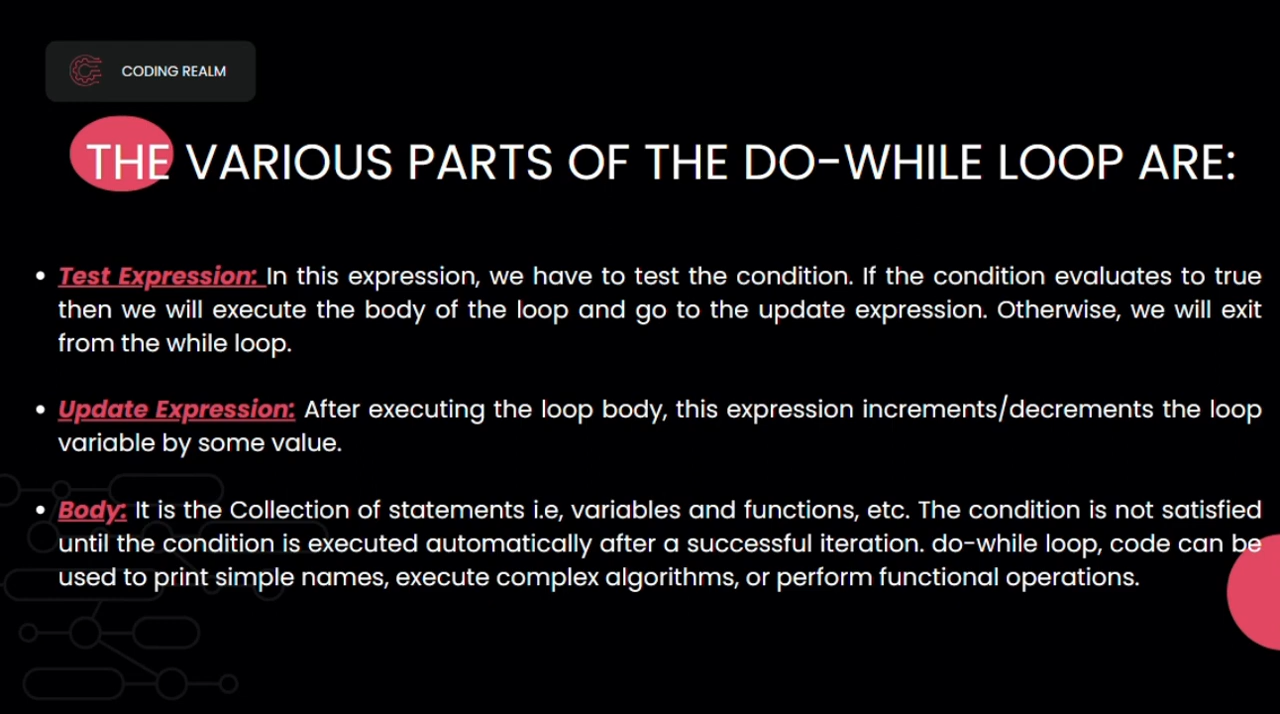 CODING REALM
THE VARIOUS PARTS OF THE DO-WHILE LOOP ARE:
• Test Expression: In this expression, we have to test the condition. If the condition evaluates to true
then we will execute the body of the loop and go to the update expression. Otherwise, we will exit
from the while loop.
• Update Expression: After executing the loop body, this expression increments/decrements the loop
variable by some value.
• Body: It is the Collection of statements i.e, variables and functions, etc. The condition is not satisfied
until the condition is executed automatically after a successful iteration. do-while loop, code can be
used to print simple names, execute complex algorithms, or perform functional operations.